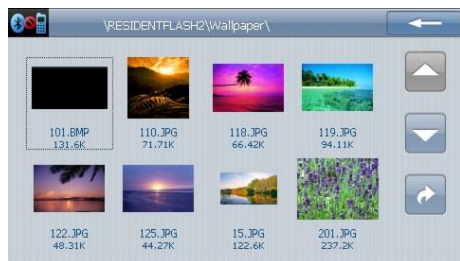 \RESIDENTFLASH2\Wallpaper\
101.BMP
131.6K
110.JPG
71.71K
118.JPG
66.42K
119.JPG
94.11K
122.JPG
48.31K
125.JPG
44.27K
15.JPG
122.6K
201.JPG
237.2K